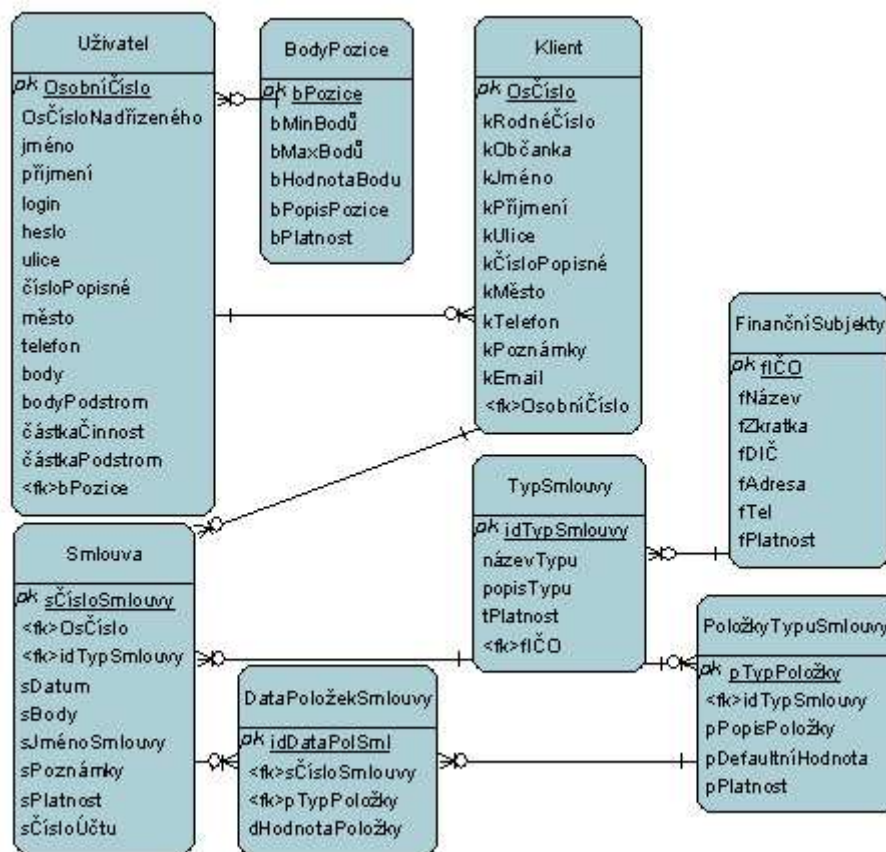 Uživatel
pk OsobníČíslo
OsČísloNadřízeného
jméno
příjmení
login
heslo
ulice
čísloPopisné
město
telefon
body
bodyPodstrom
částkaČinnost
částkaPodstrom
<fk>bPozice
BodyPozice
pk bPozice
bMinBodů
bMaxBodů
bHodnotaBodu
bPopisPozice
bPlatnost
Klient
pk OsČíslo
kRodnéČíslo
kObčanka
kJméno
kPříjmení
kUlice
kČísloPopisné
kMěsto
kTelefon
kPoznámky
kEmail
<fk>OsobníČíslo
FinančníSubjekty
pk fIČO
fNázev
fZkratka
fDIČ
fAdresa
fTel
fPlatnost
TypSmlouvy
pk idTypSmlouvy
názevTypu
popisTypu
tPlatnost
<fk>fIČO
Smlouva
pk sČísloSmlouvy
<fk>OsČíslo
<fk>idTypSmlouvy
sDatum
sBody
sJménoSmlouvy
sPoznámky
sPlatnost
sČísloÚčtu
DataPoložekSmlouvy
pk idDataPolSml
<fk>sČísloSmlouvy
<fk>pTypPoložky
dHodnotaPoložky
PoložkyTypuSmlouvy
pk pTypPoložky
<fk>idTypSmlouvy
pPopisPoložky
pDefaultníHodnota
pPlatnost